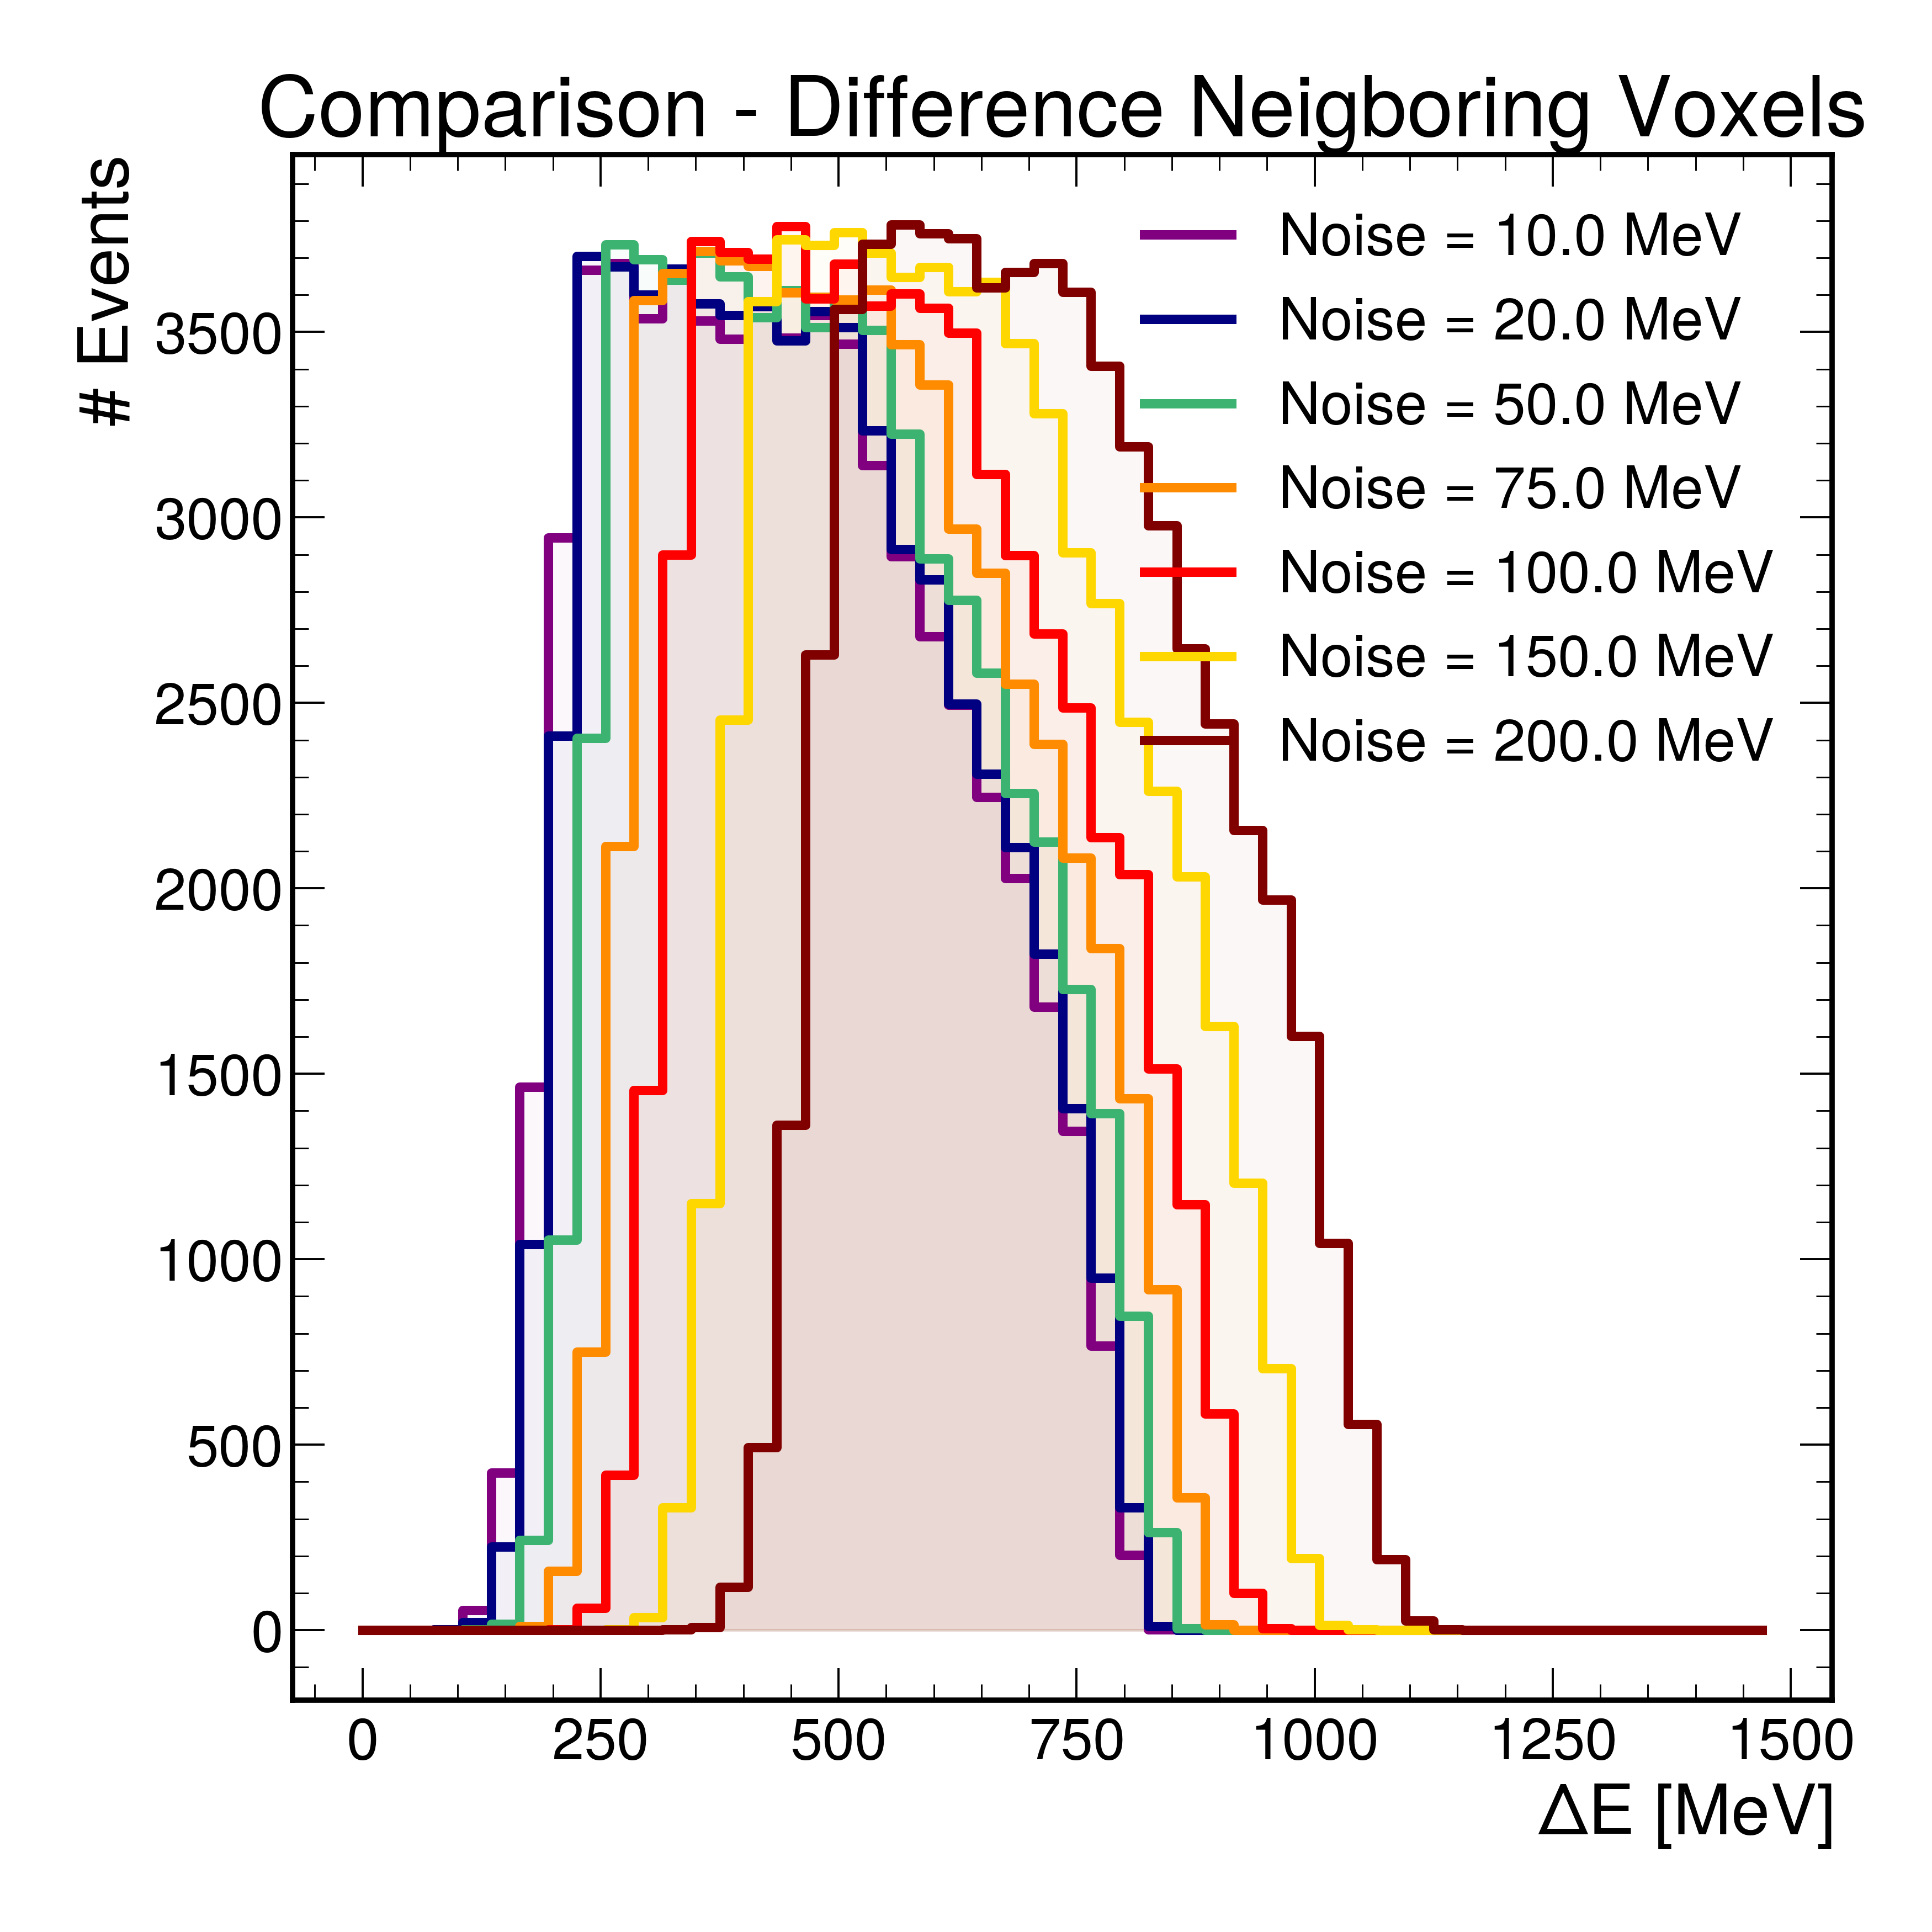 Comparison - Difference Neigboring Voxels
# Events
Noise = 10.0 MeV
Noise = 20.0 MeV
Noise = 50.0 MeV
Noise = 75.0 MeV
Noise = 100.0 MeV
Noise = 150.0 MeV
Noise = 200.0 MeV
3500
3000
2500
2000
1500
1000
500
0
0 250 500 750 1000 1250 1500
ΔE [MeV]